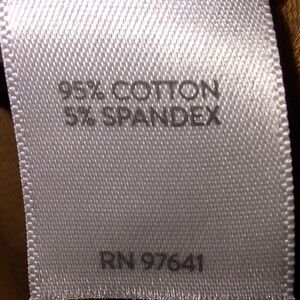 95% COTTON
5% SPANDEX
RN 97641